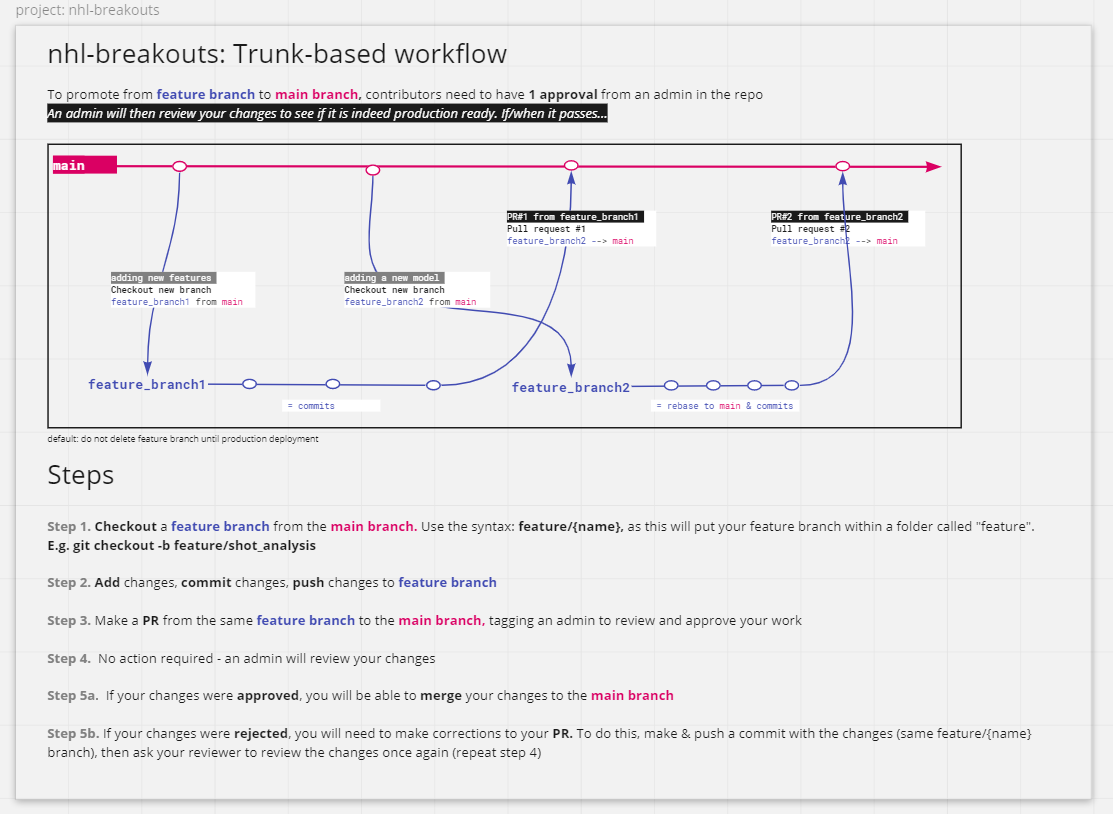 project: nhl-breakouts
nhl-breakouts: Trunk-based workflow
To promote from feature branch to main branch, contributors need to have 1 approval from an admin in the repo
An admin will then review your changes to see if it is indeed production ready. If/when it passes...
main
PR#1 from feature_branch1
Pull request #1
feature_branch2 --> main
PR#2 from feature_branch2
Pull request #2
feature_branch2 --> main
adding new features
Checkout new branch
feature_branch1 from main
adding a new model
Checkout new branch
feature_branch2 from main
feature_branch1
feature_branch2
= commits
= rebase to main & commits
default: do not delete feature branch until production deployment
Steps
Step 1. Checkout a feature branch from the main branch. Use the syntax: feature/{name}, as this will put your feature branch within a folder called "feature".
E.g. git checkout -b feature/shot_analysis
Step 2. Add changes, commit changes, push changes to feature branch
Step 3. Make a PR from the same feature branch to the main branch, tagging an admin to review and approve your work
Step 4. No action required - an admin will review your changes
Step 5a. If your changes were approved, you will be able to merge your changes to the main branch
Step 5b. If your changes were rejected, you will need to make corrections to your PR. To do this, make & push a commit with the changes (same feature/{name}
branch), then ask your reviewer to review the changes once again (repeat step 4)